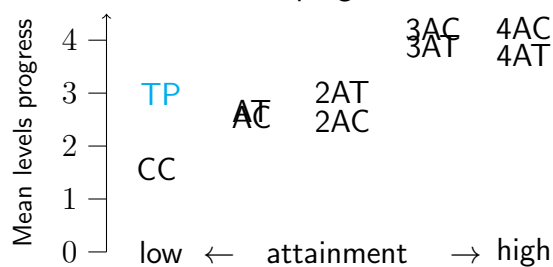 Mean levels progress
4
3
2
1
0
3AC
4AC
3AT
4AT
TP
2AT
AT
AC
2AC
CC
low ← attainment → high